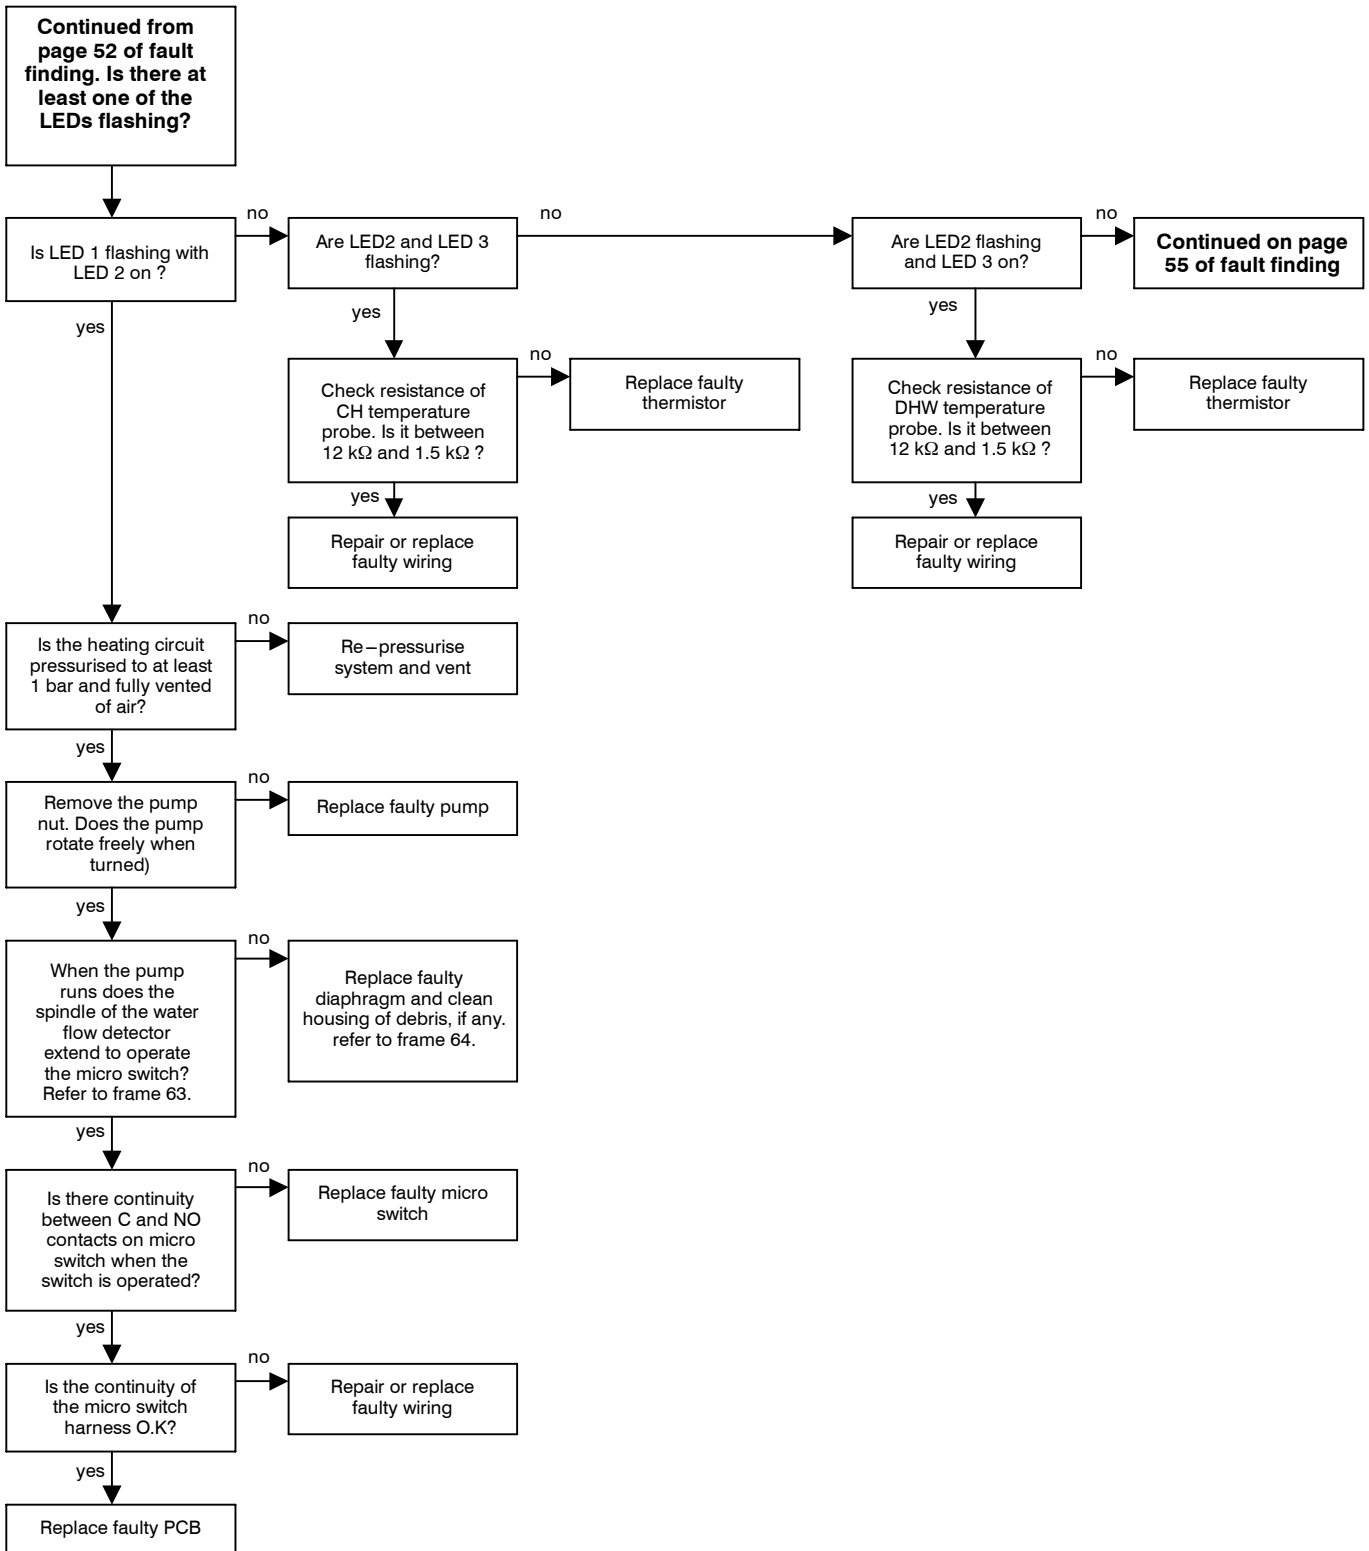 Continued from
page 52 of fault
finding. Is there at
least one of the
LEDs flashing?
Is LED 1 flashing with
LED 2 on ?
no
Are LED2 and LED 3
flashing?
no
Are LED2 flashing
and LED 3 on?
no
Continued on page
55 of fault finding
yes
yes
yes
Check resistance of
CH temperature
probe. Is it between
12 kΩ and 1.5 kΩ ?
no
Replace faulty
thermistor
Check resistance of
DHW temperature
probe. Is it between
12 kΩ and 1.5 kΩ ?
no
Replace faulty
thermistor
yes
yes
Repair or replace
faulty wiring
Repair or replace
faulty wiring
Is the heating circuit
pressurised to at least
1 bar and fully vented
of air?
no
Re–pressurise
system and vent
yes
Remove the pump
nut. Does the pump
rotate freely when
turned)
no
Replace faulty pump
yes
When the pump
runs does the
spindle of the water
flow detector
extend to operate
the micro switch?
Refer to frame 63.
no
Replace faulty
diaphragm and clean
housing of debris, if any.
refer to frame 64.
yes
Is there continuity
between C and NO
contacts on micro
switch when the
switch is operated?
no
Replace faulty micro
switch
yes
Is the continuity of
the micro switch
harness O.K?
no
Repair or replace
faulty wiring
yes
Replace faulty PCB